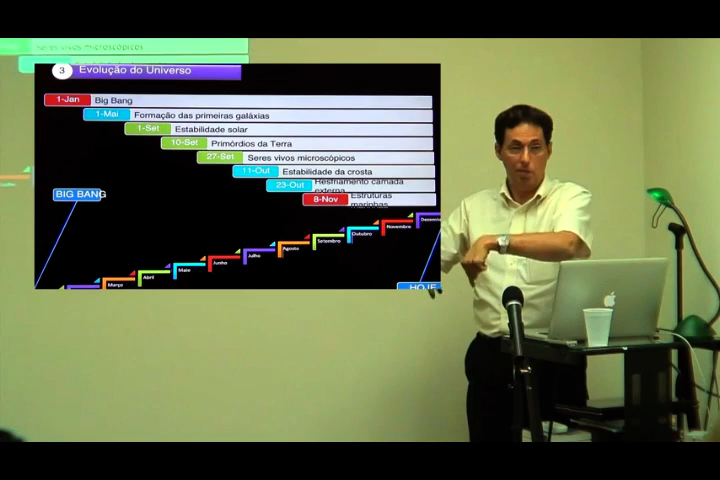 Seres vivos microscópicos
3 Evolução do Universo
1-Jan Big Bang
1-Mai Formação das primeiras galáxias
1-Set Estabilidade solar
10-Set Primórdios da Terra
27-Set Seres vivos microscópicos
11-Out Estabilidade da crosta
23-Out Resfriamento camada
externa
8-Nov Estruturas
marinhas
BIG BANG
Março
Abril
Maio
Junho
Julho
Agosto
Setembro
Outubro
Novembro
Dezembro
HOJE